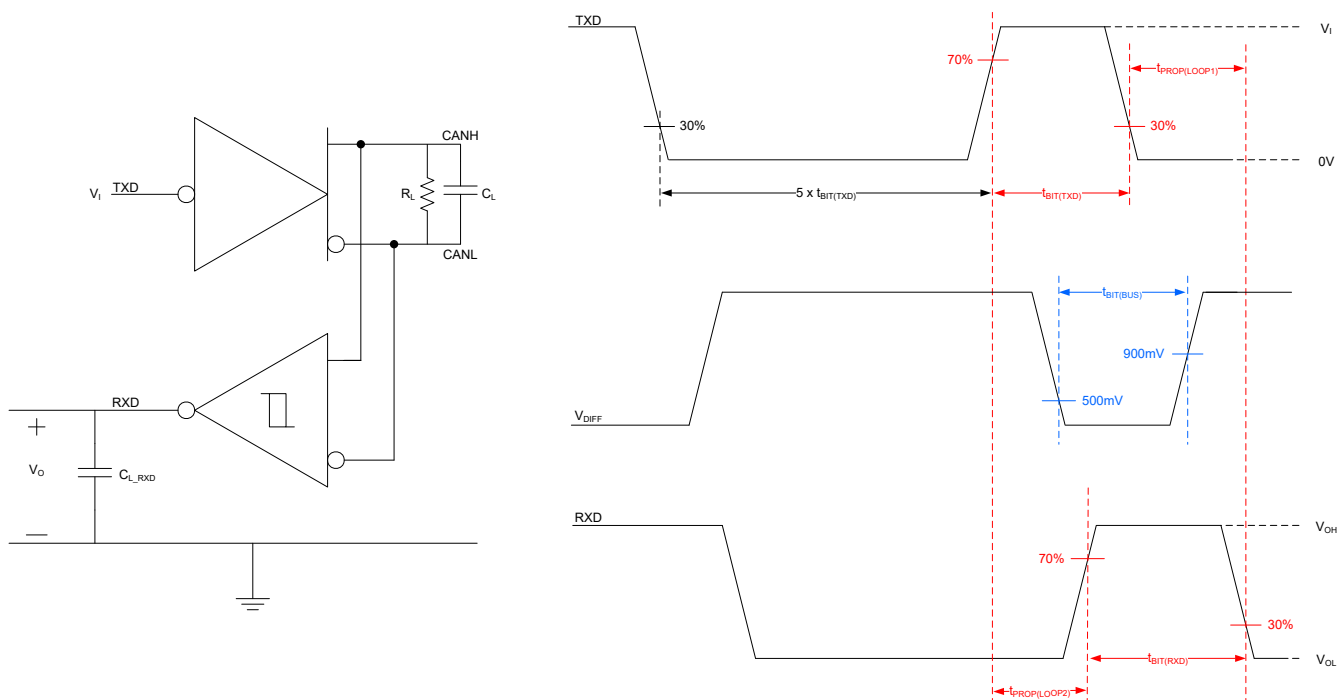 TXD
V_I
70%
t_PROP(LOOP1)
30%
30%
CANH
0V
V_I
TXD
R_L
C_L
5 x t_BIT(TXD)
t_BIT(TXD)
CANL
t_BIT(BUS)
900mV
RXD
500mV
V_DIFF
+
V_O
C_L_RXD
—
RXD
V_OH
70%
30%
t_BIT(RXD)
V_OL
t_PROP(LOOP2)